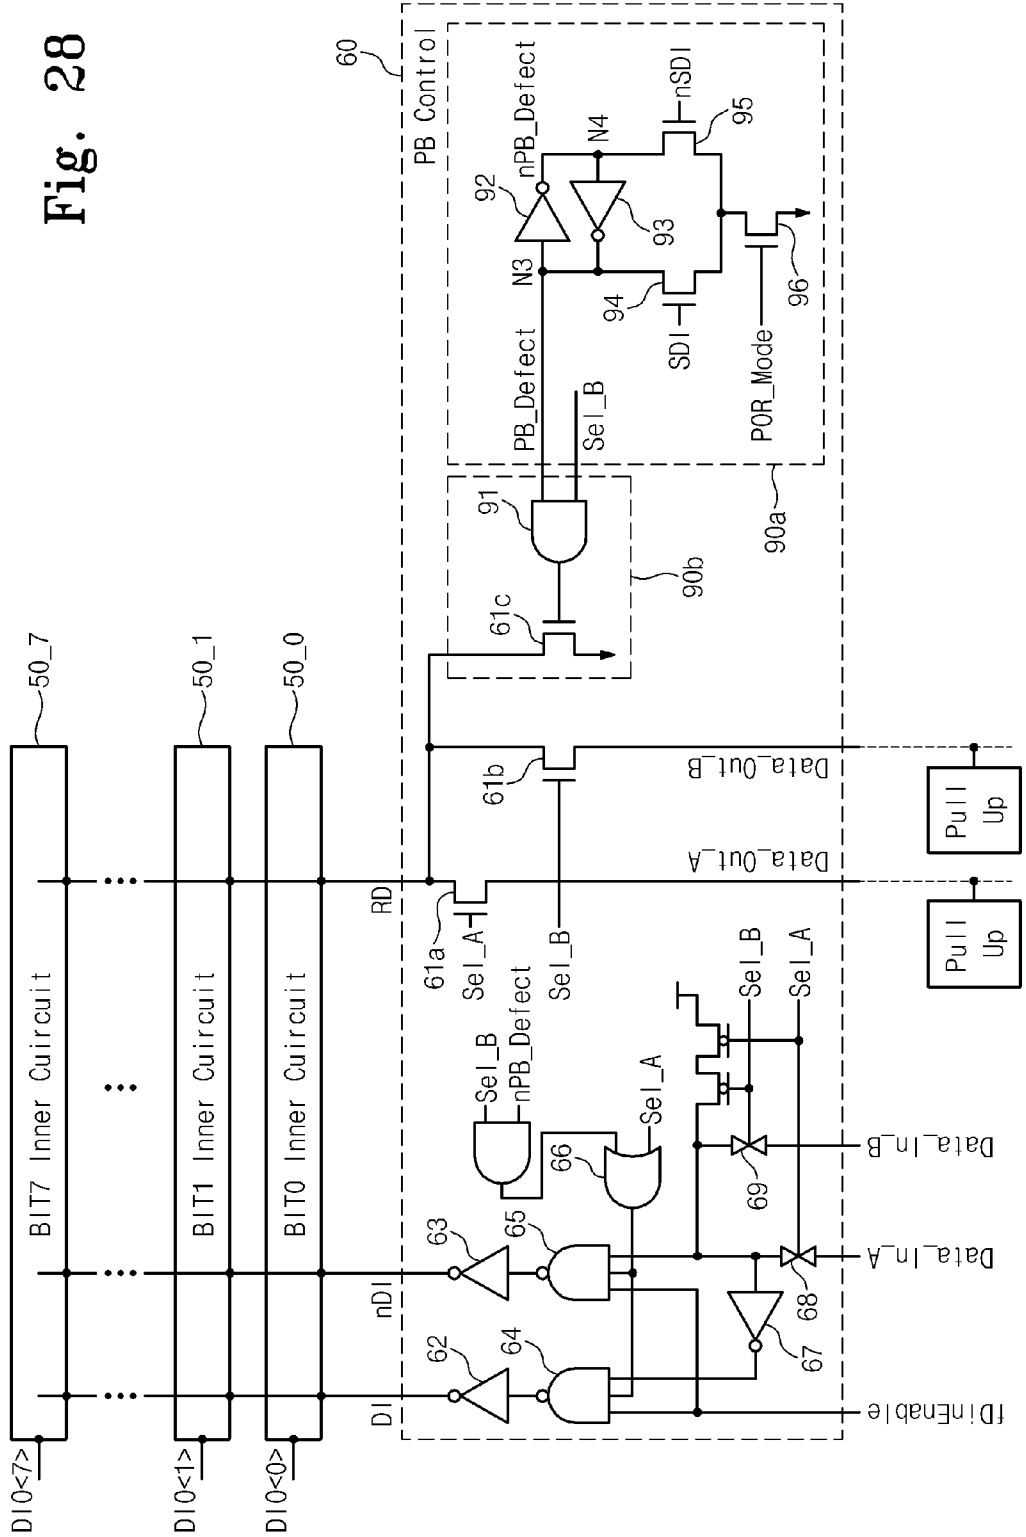 Fig. 28
50_7
BIT7 Inner Cuircuit
DIO<7>
50_1
BIT1 Inner Cuircuit
DIO<1>
50_0
BIT0 Inner Cuircuit
DIO<0>
60
PB Control
DI
nDI
RD
62
63
64
65
66
Sel_B
nPB_Defect
Sel_A
61a
Sel_A
61b
Sel_B
61c
91
90b
PB_Defect
Sel_B
N3
92
nPB_Defect
N4
93
94
SDI
95
nSDI
96
POR_Mode
90a
67
68
69
Sel_B
Sel_A
fDinEnable
Data_In_A
Data_In_B
Data_Out_A
Data_Out_B
Pull
Up
Pull
Up